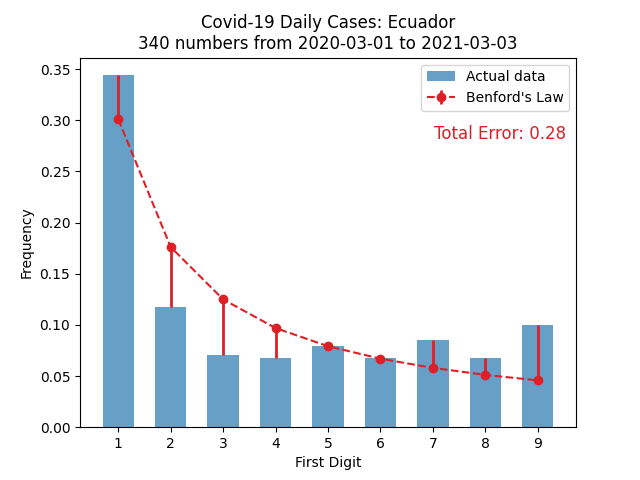 Covid-19 Daily Cases: Ecuador
340 numbers from 2020-03-01 to 2021-03-03
Actual data
Benford's Law
Total Error: 0.28
Frequency
0.35
0.30
0.25
0.20
0.15
0.10
0.05
0.00
1 2 3 4 5 6 7 8 9
First Digit